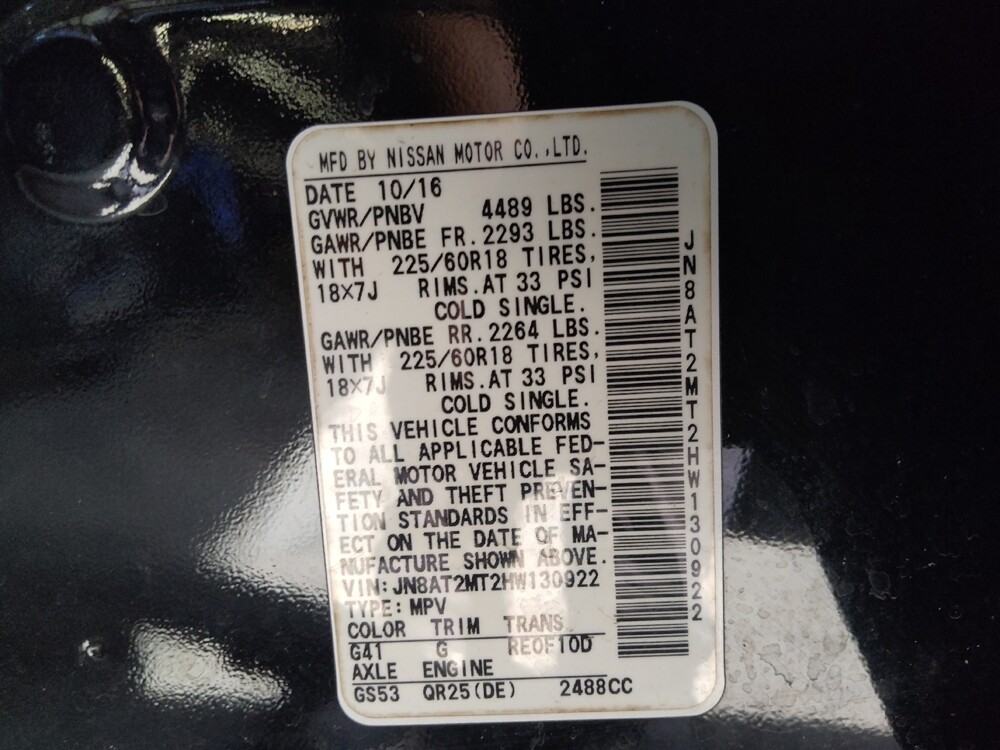 MFD BY NISSAN MOTOR CO.,LTD.
DATE 10/16
GVWR/PNBV 4489 LBS.
GAWR/PNBE FR.2293 LBS.
WITH 225/60R18 TIRES,
18×7J RIMS.AT 33 PSI
COLD SINGLE.
GAWR/PNBE RR.2264 LBS.
WITH 225/60R18 TIRES,
18×7J RIMS.AT 33 PSI
COLD SINGLE.
THIS VEHICLE CONFORMS
TO ALL APPLICABLE FED-
ERAL MOTOR VEHICLE SA-
FETY AND THEFT PREVEN-
TION STANDARDS IN EFF-
ECT ON THE DATE OF MA-
NUFACTURE SHOWN ABOVE.
VIN:JN8AT2MT2HW130922
TYPE:MPV
COLOR TRIM TRANS
G41 G RE0F10D
AXLE ENGINE
GS53 QR25(DE) 2488CC
JN8AT2MT2HW130922